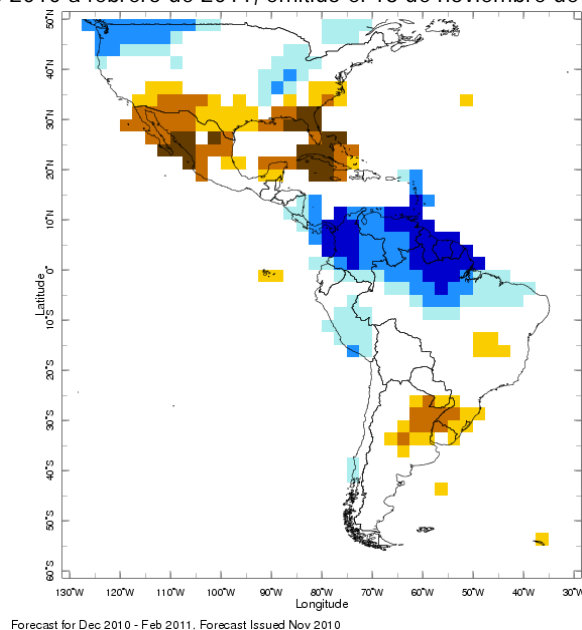 2010 a febrero de 2011, emitido el 16 de noviembre de
50°N
40°N
30°N
20°N
10°N
0°
10°S
20°S
30°S
40°S
50°S
60°S
Latitude
130°W 120°W 110°W 100°W 90°W 80°W 70°W 60°W 50°W 40°W 30°W
Longitude
Forecast for Dec 2010 - Feb 2011, Forecast Issued Nov 2010